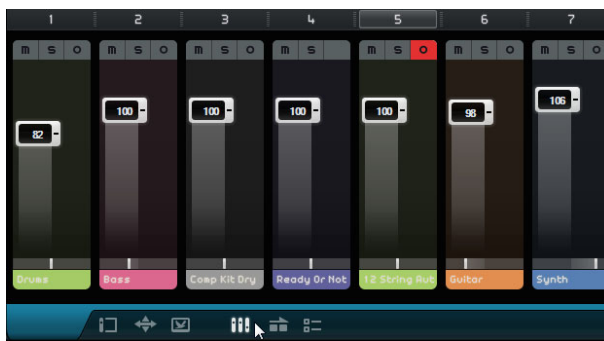 1 2 3 4 5 6 7
m s o m s o m s o m s m s o m s o m s o
82 100 100 100 100 98 106
Drums Bass Comp Kit Dry Ready Or Not 12 String Aut Guitar Synth